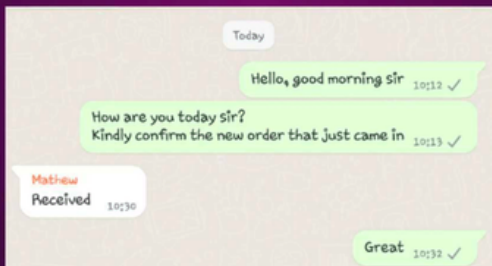 Today
Hello, good morning sir 10:12
How are you today sir?
Kindly confirm the new order that just came in 10:13
Mathew
Received 10:30
Great 10:32